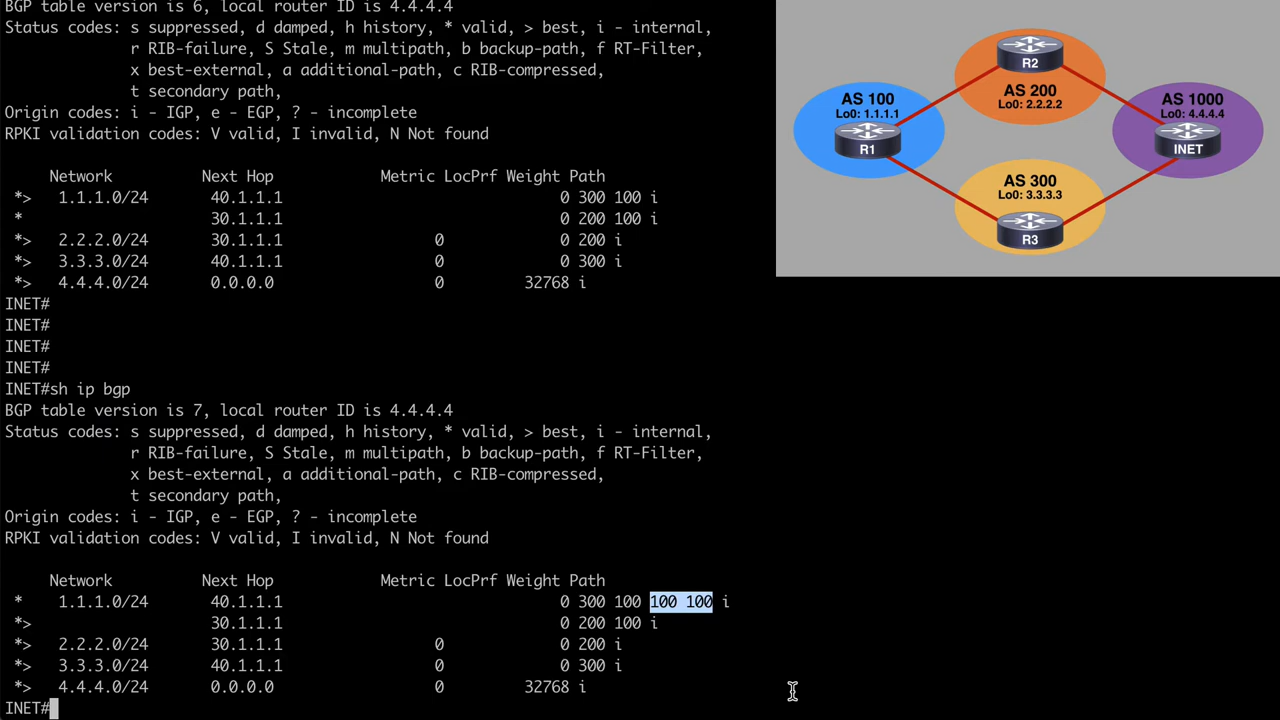 BGP table version is 6, local router ID is 4.4.4.4
Status codes: s suppressed, d damped, h history, * valid, > best, i - internal,
r RIB-failure, S Stale, m multipath, b backup-path, f RT-Filter,
x best-external, a additional-path, c RIB-compressed,
t secondary path,
Origin codes: i - IGP, e - EGP, ? - incomplete
RPKI validation codes: V valid, I invalid, N Not found
Network Next Hop Metric LocPrf Weight Path
*> 1.1.1.0/24 40.1.1.1 0 300 100 i
* 30.1.1.1 0 200 100 i
*> 2.2.2.0/24 30.1.1.1 0 0 200 i
*> 3.3.3.0/24 40.1.1.1 0 0 300 i
*> 4.4.4.0/24 0.0.0.0 0 32768 i
INET#
INET#
INET#
INET#
INET#sh ip bgp
BGP table version is 7, local router ID is 4.4.4.4
Status codes: s suppressed, d damped, h history, * valid, > best, i - internal,
r RIB-failure, S Stale, m multipath, b backup-path, f RT-Filter,
x best-external, a additional-path, c RIB-compressed,
t secondary path,
Origin codes: i - IGP, e - EGP, ? - incomplete
RPKI validation codes: V valid, I invalid, N Not found
Network Next Hop Metric LocPrf Weight Path
* 1.1.1.0/24 40.1.1.1 0 300 100 100 100 i
*> 30.1.1.1 0 200 100 i
*> 2.2.2.0/24 30.1.1.1 0 0 200 i
*> 3.3.3.0/24 40.1.1.1 0 0 300 i
*> 4.4.4.0/24 0.0.0.0 0 32768 i
INET#
R2
AS 200
Lo0: 2.2.2.2
AS 100
Lo0: 1.1.1.1
R1
AS 1000
Lo0: 4.4.4.4
INET
AS 300
Lo0: 3.3.3.3
R3